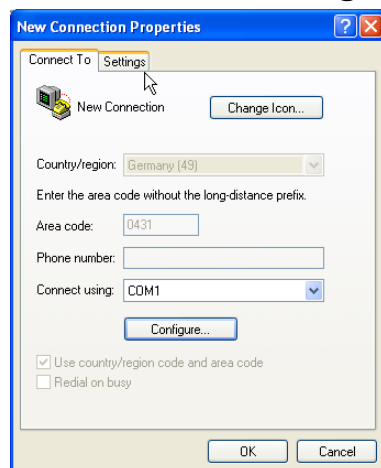 New Connection Properties
Connect To Settings
New Connection Change Icon...
Country/region: Germany (49)
Enter the area code without the long-distance prefix.
Area code: 0431
Phone number:
Connect using: COM1
Configure...
Use country/region code and area code
Redial on busy
OK Cancel